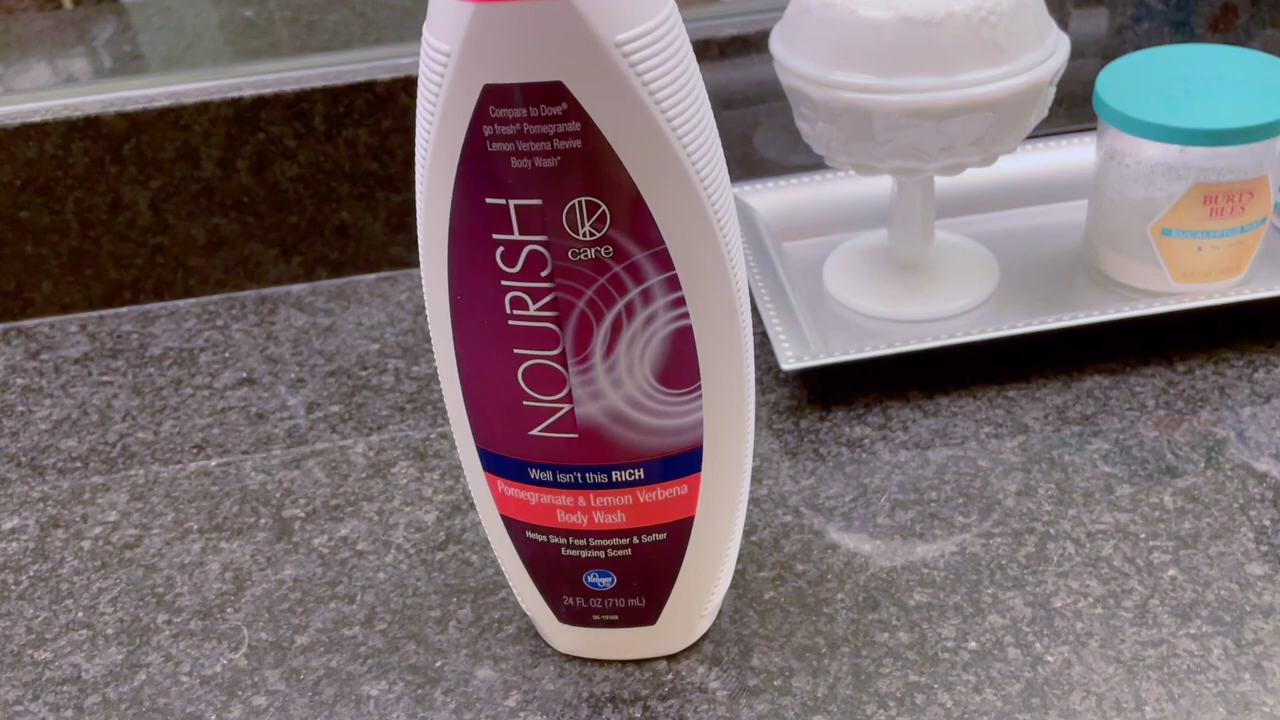 Compare to Dove®
go fresh® Pomegranate
Lemon Verbena Revive
Body Wash*
NOURISH
care
Well isn't this RICH
Pomegranate & Lemon Verbena
Body Wash
Helps Skin Feel Smoother & Softer
Energizing Scent
Kroger
24 FL OZ (710 mL)
BURT'S
BEES
EUCALYPTUS